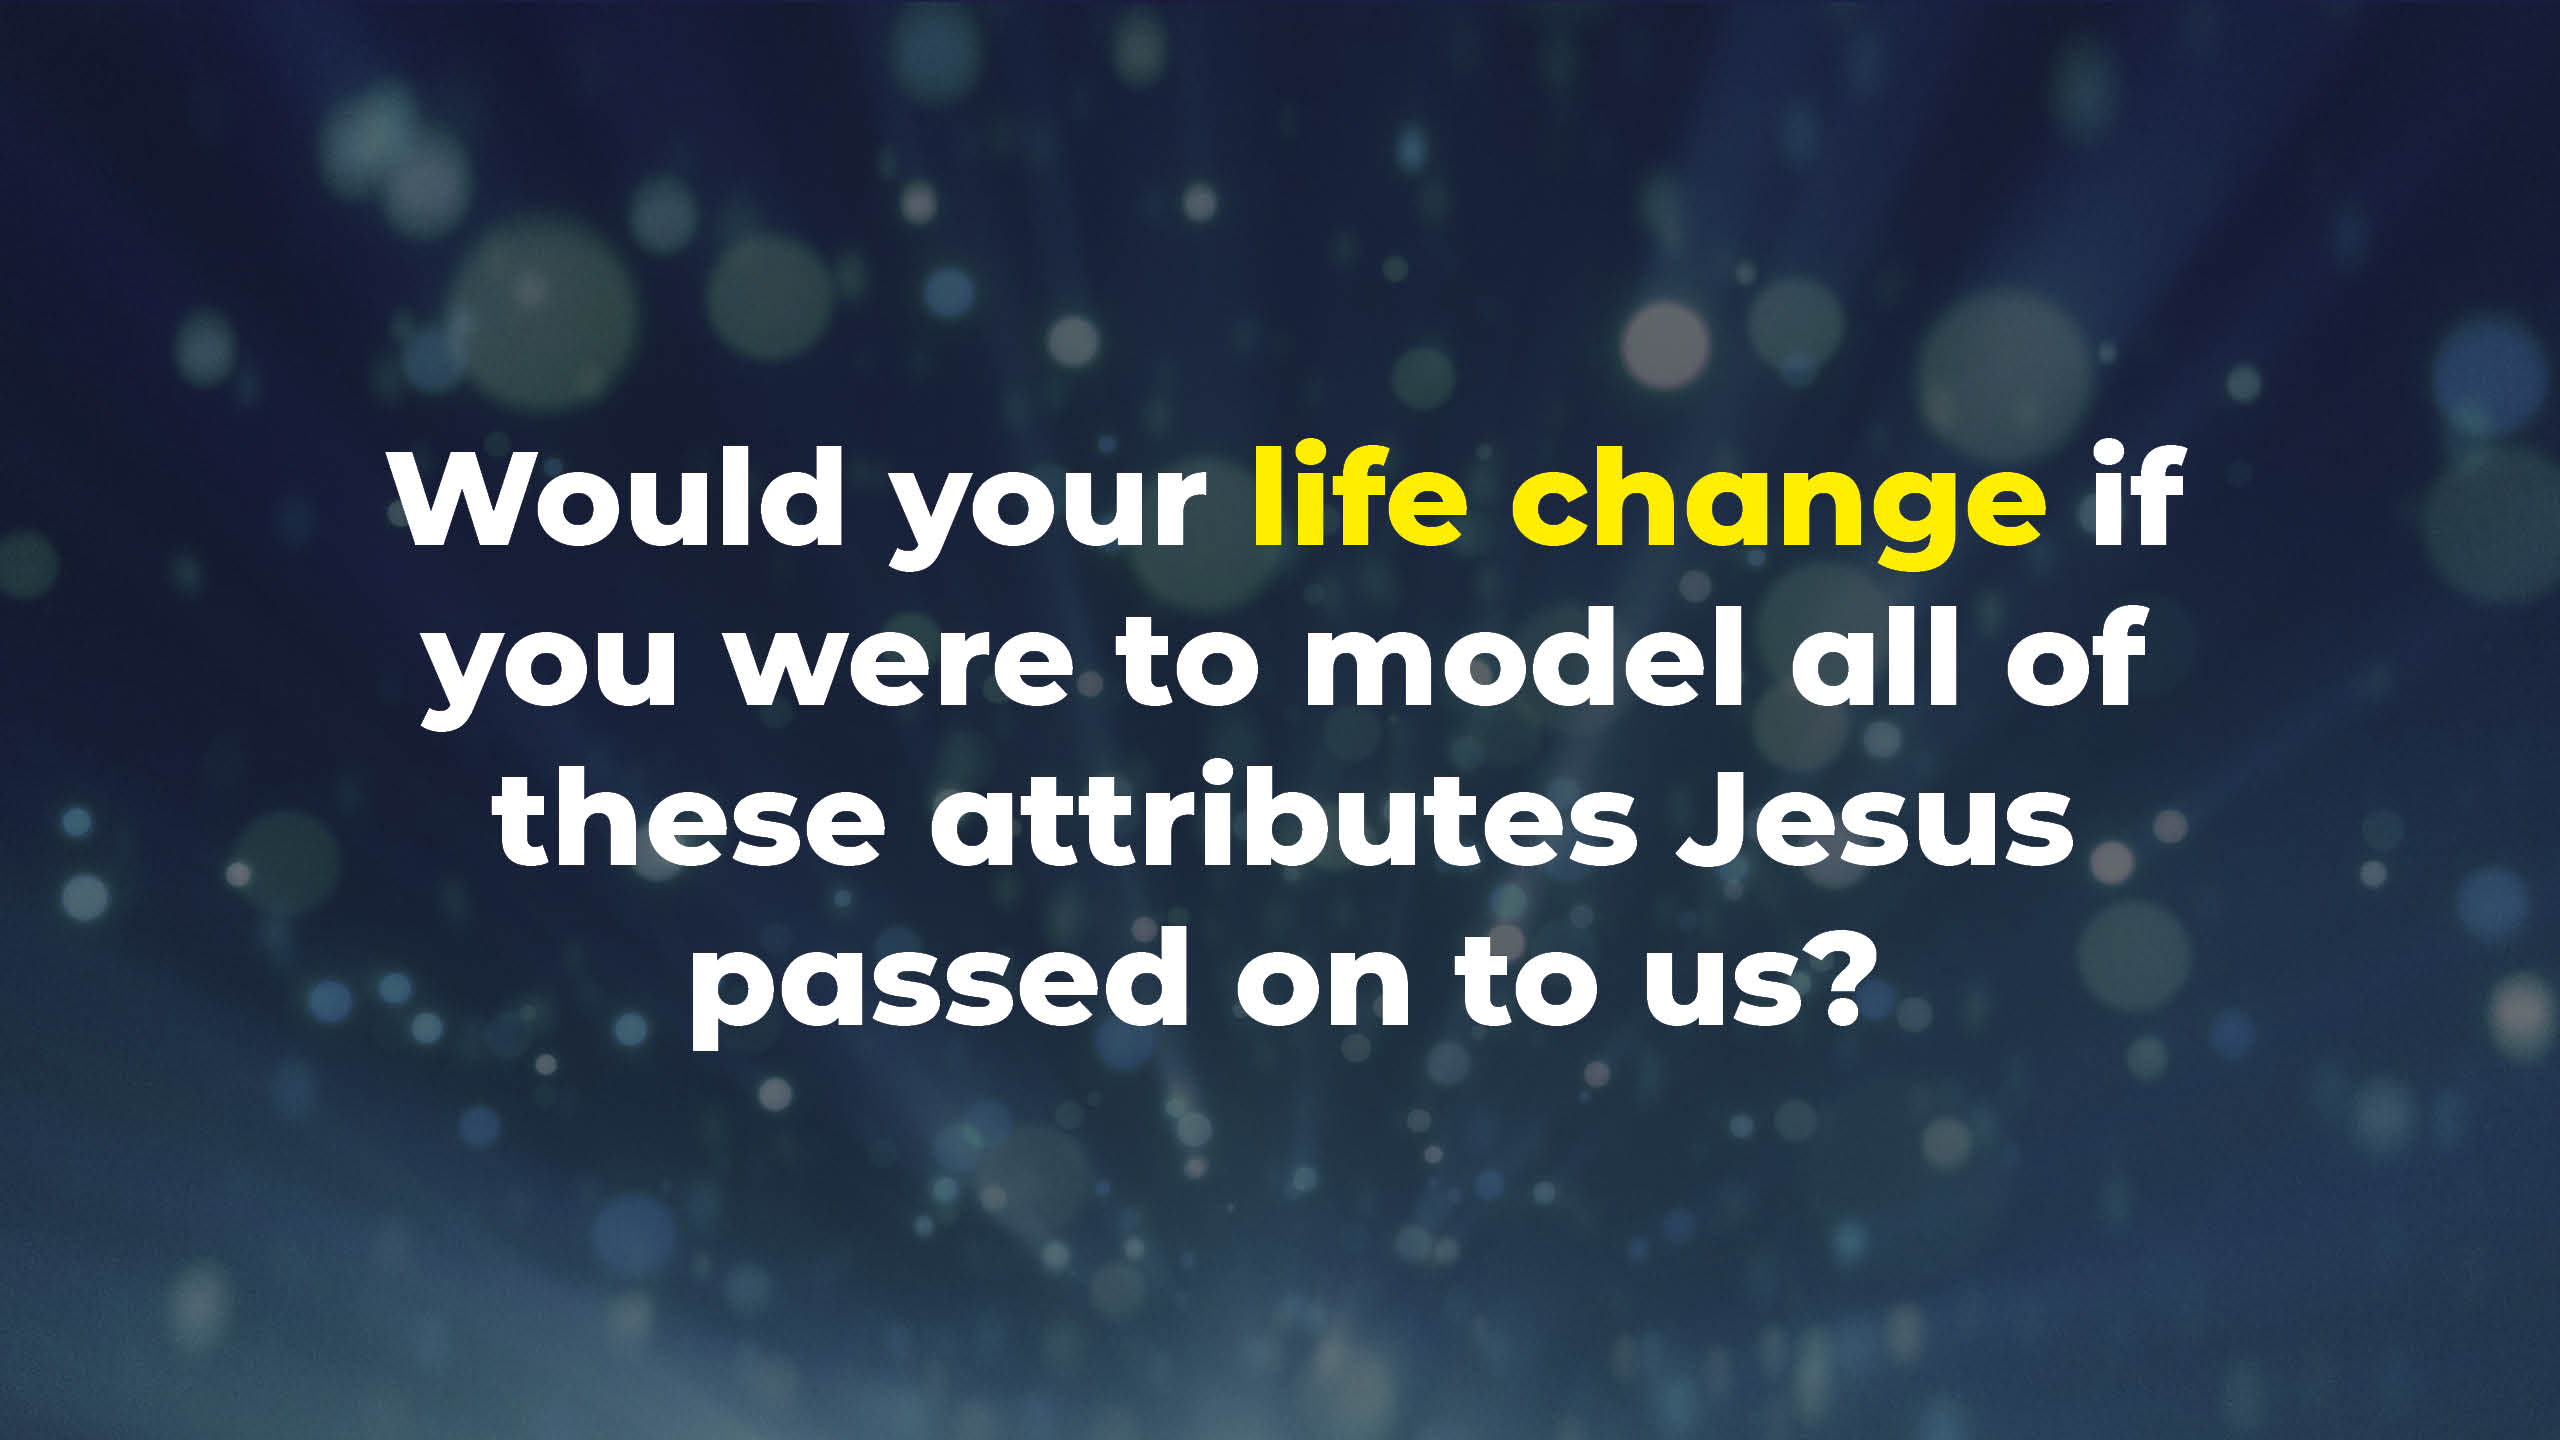 Would your life change if
you were to model all of
these attributes Jesus
passed on to us?